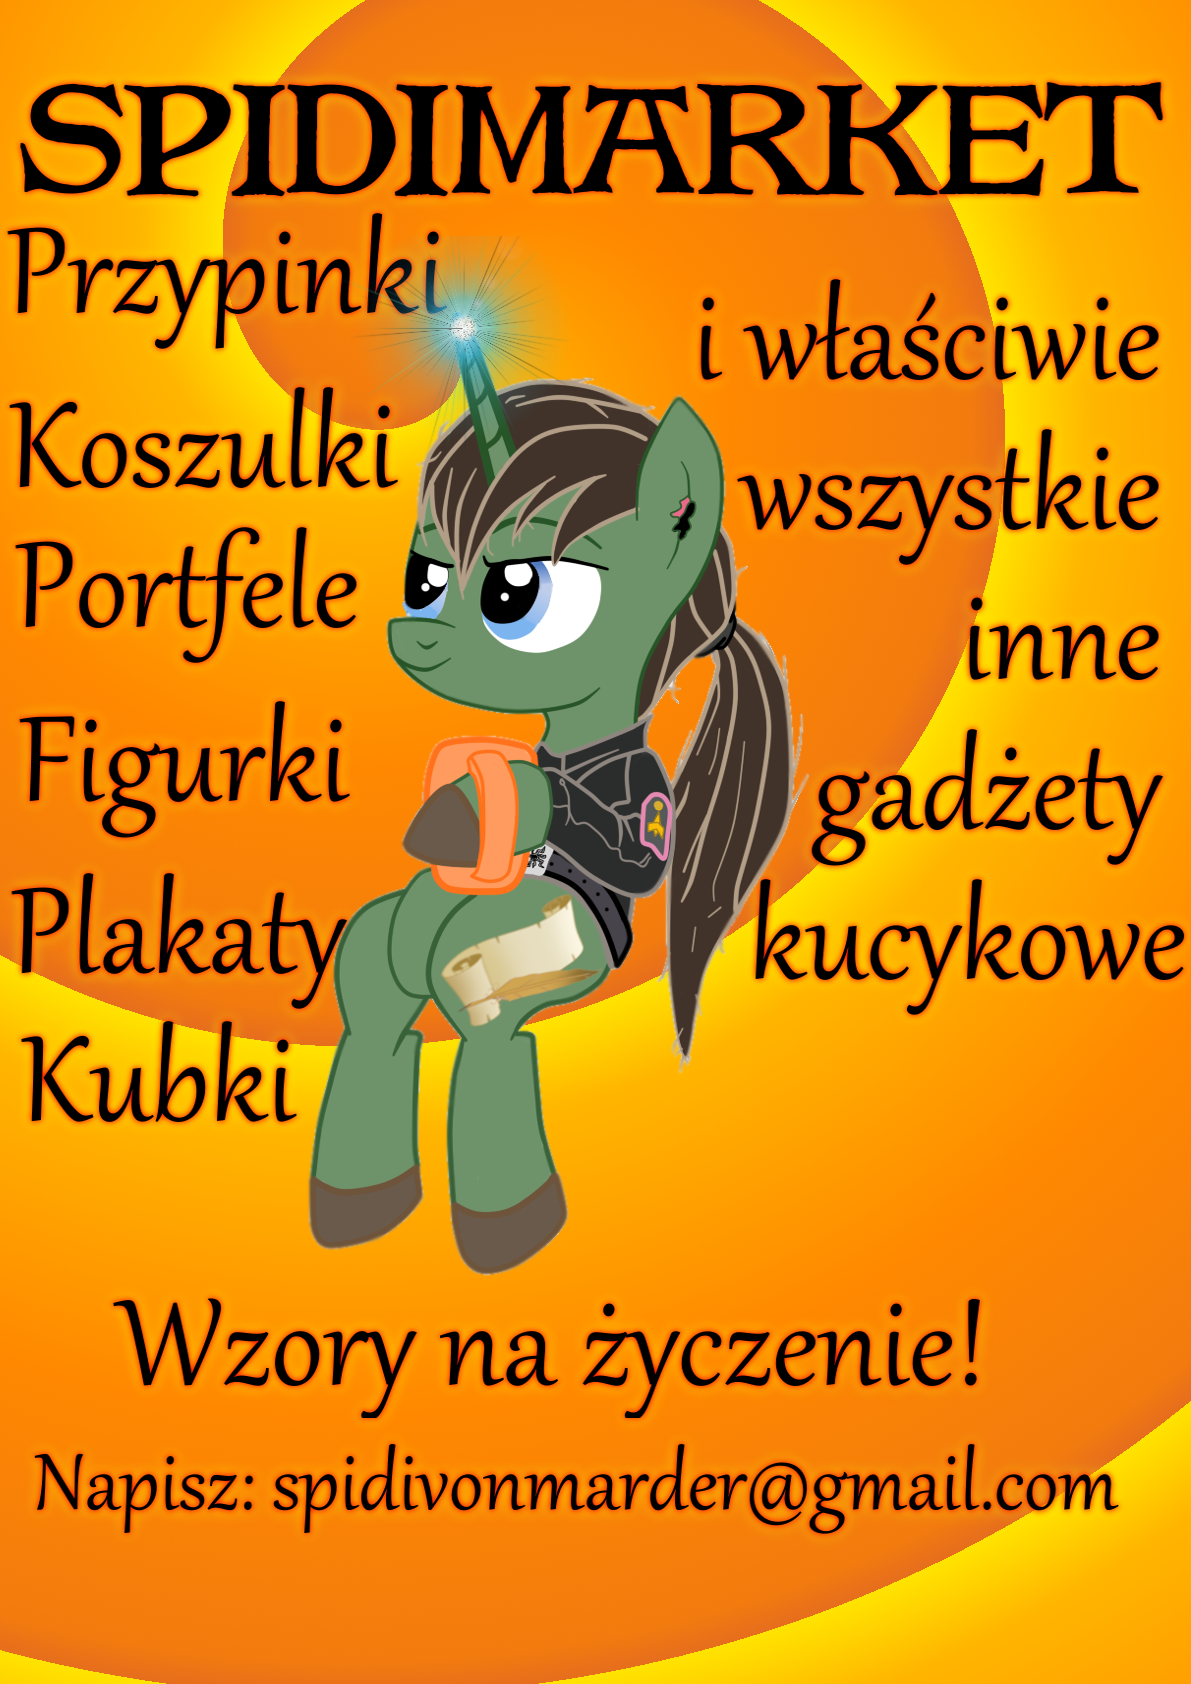 SPIDIMARKET
Przypinki
Koszulki
Portfele
Figurki
Plakaty
Kubki
i właściwie
wszystkie
inne
gadżety
kucykowe
Wzory na życzenie!
Napisz: spidivonmarder@gmail.com